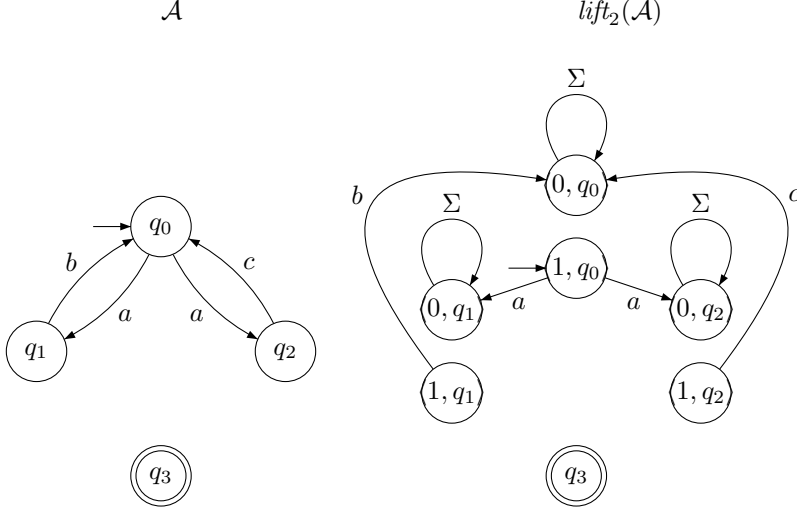 𝒜 lift₂(𝒜)
Σ
b 0, q₀ c
q₀ Σ Σ
b c 1, q₀
a a 0, q₁ a a 0, q₂
q₁ q₂
1, q₁ 1, q₂
q₃ q₃